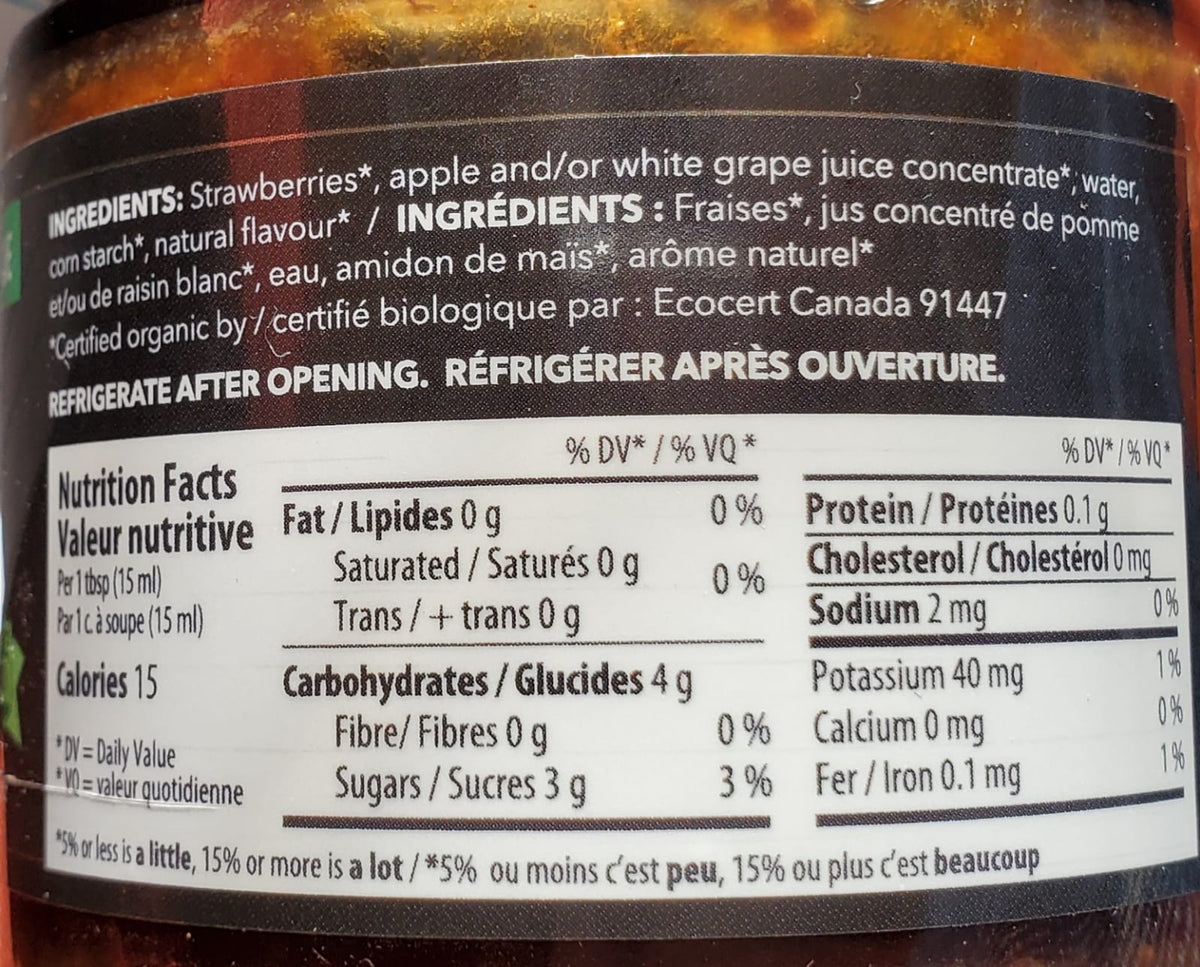 INGREDIENTS: Strawberries*, apple and/or white grape juice concentrate*, water,
corn starch*, natural flavour* / INGRÉDIENTS : Fraises*, jus concentré de pomme
et/ou de raisin blanc*, eau, amidon de maïs*, arôme naturel*
*Certified organic by / certifié biologique par : Ecocert Canada 91447
REFRIGERATE AFTER OPENING. RÉFRIGÉRER APRÈS OUVERTURE.
Nutrition Facts
Valeur nutritive
Per 1 tbsp (15 ml)
Par 1 c. à soupe (15 ml)
Calories 15
*DV = Daily Value
*VQ = valeur quotidienne
% DV* / % VQ*
Fat / Lipides 0 g 0 %
Saturated / Saturés 0 g
Trans / + trans 0 g 0 %
Carbohydrates / Glucides 4 g
Fibre/ Fibres 0 g 0 %
Sugars / Sucres 3 g 3 %
% DV* / % VQ*
Protein / Protéines 0.1 g
Cholesterol / Cholestérol 0 mg
Sodium 2 mg 0 %
Potassium 40 mg 1 %
Calcium 0 mg 0 %
Fer / Iron 0.1 mg 1 %
*5% or less is a little, 15% or more is a lot / *5% ou moins c'est peu, 15% ou plus c'est beaucoup